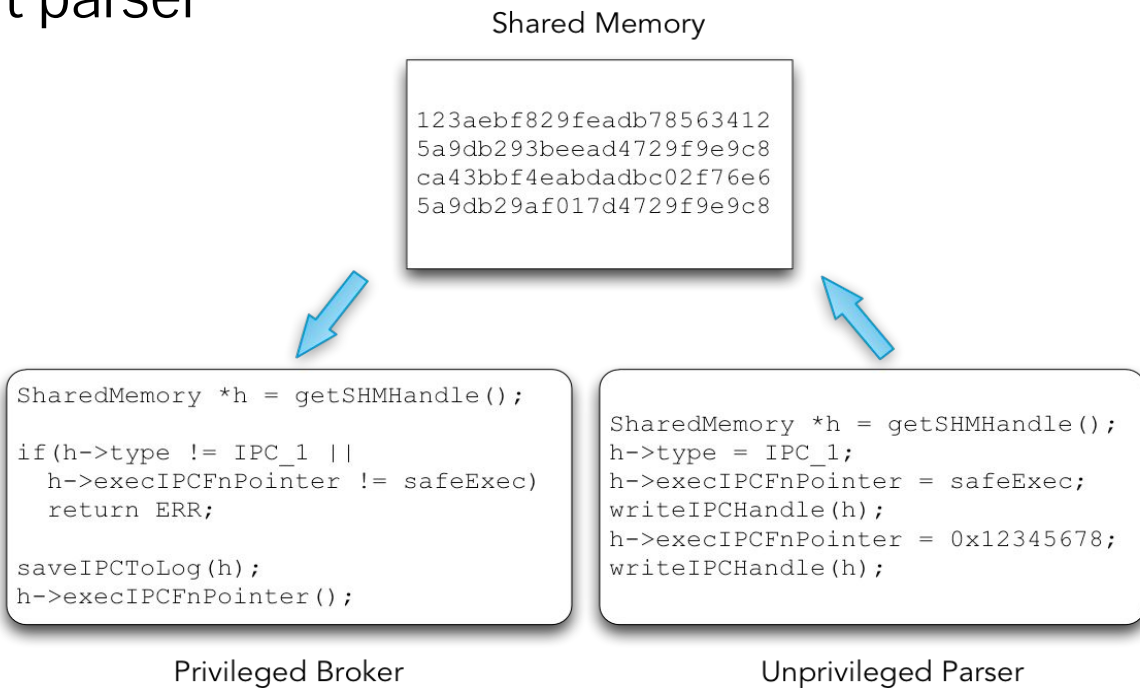 t parser
Shared Memory
123aebf829feadb78563412
5a9db293beead4729f9e9c8
ca43bbf4eabdadbc02f76e6
5a9db29af017d4729f9e9c8
SharedMemory *h = getSHMHandle();
if(h->type != IPC_1 ||
h->execIPCFnPointer != safeExec)
return ERR;
saveIPCToLog(h);
h->execIPCFnPointer();
Privileged Broker
SharedMemory *h = getSHMHandle();
h->type = IPC_1;
h->execIPCFnPointer = safeExec;
writeIPCHandle(h);
h->execIPCFnPointer = 0x12345678;
writeIPCHandle(h);
Unprivileged Parser